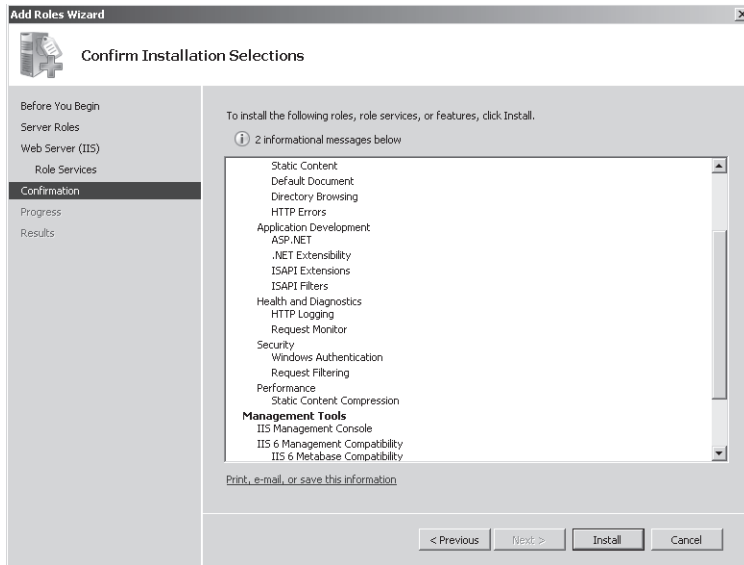 Add Roles Wizard
Confirm Installation Selections
Before You Begin
Server Roles
Web Server (IIS)
Role Services
Confirmation
Progress
Results
To install the following roles, role services, or features, click Install.
2 informational messages below
Static Content
Default Document
Directory Browsing
HTTP Errors
Application Development
ASP.NET
.NET Extensibility
ISAPI Extensions
ISAPI Filters
Health and Diagnostics
HTTP Logging
Request Monitor
Security
Windows Authentication
Request Filtering
Performance
Static Content Compression
Management Tools
IIS Management Console
IIS 6 Management Compatibility
IIS 6 Metabase Compatibility
Print, e-mail, or save this information
< Previous Next > Install Cancel